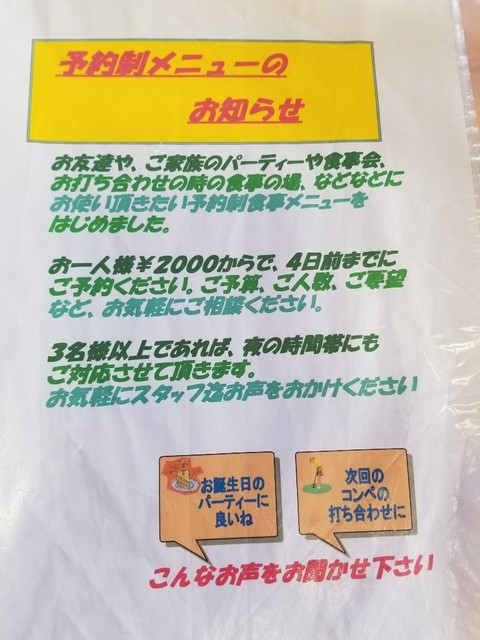 予約制メニューの
お知らせ
お友達や、ご家族のパーティーや食事会、
お打ち合わせの時の食事の場、などなどに
お使い頂きたい予約制食事メニューを
はじめました。
お一人様￥2000からで、4日前までに
ご予約ください。ご予算、ご人数、ご要望
など、お気軽にご相談ください。
3名様以上であれば、夜の時間帯にも
ご対応させて頂きます。
お気軽にスタッフ迄お声をおかけください
お誕生日の
パーティーに
良いね
次回の
コンペの
打ち合わせに
こんなお声をお聞かせ下さい